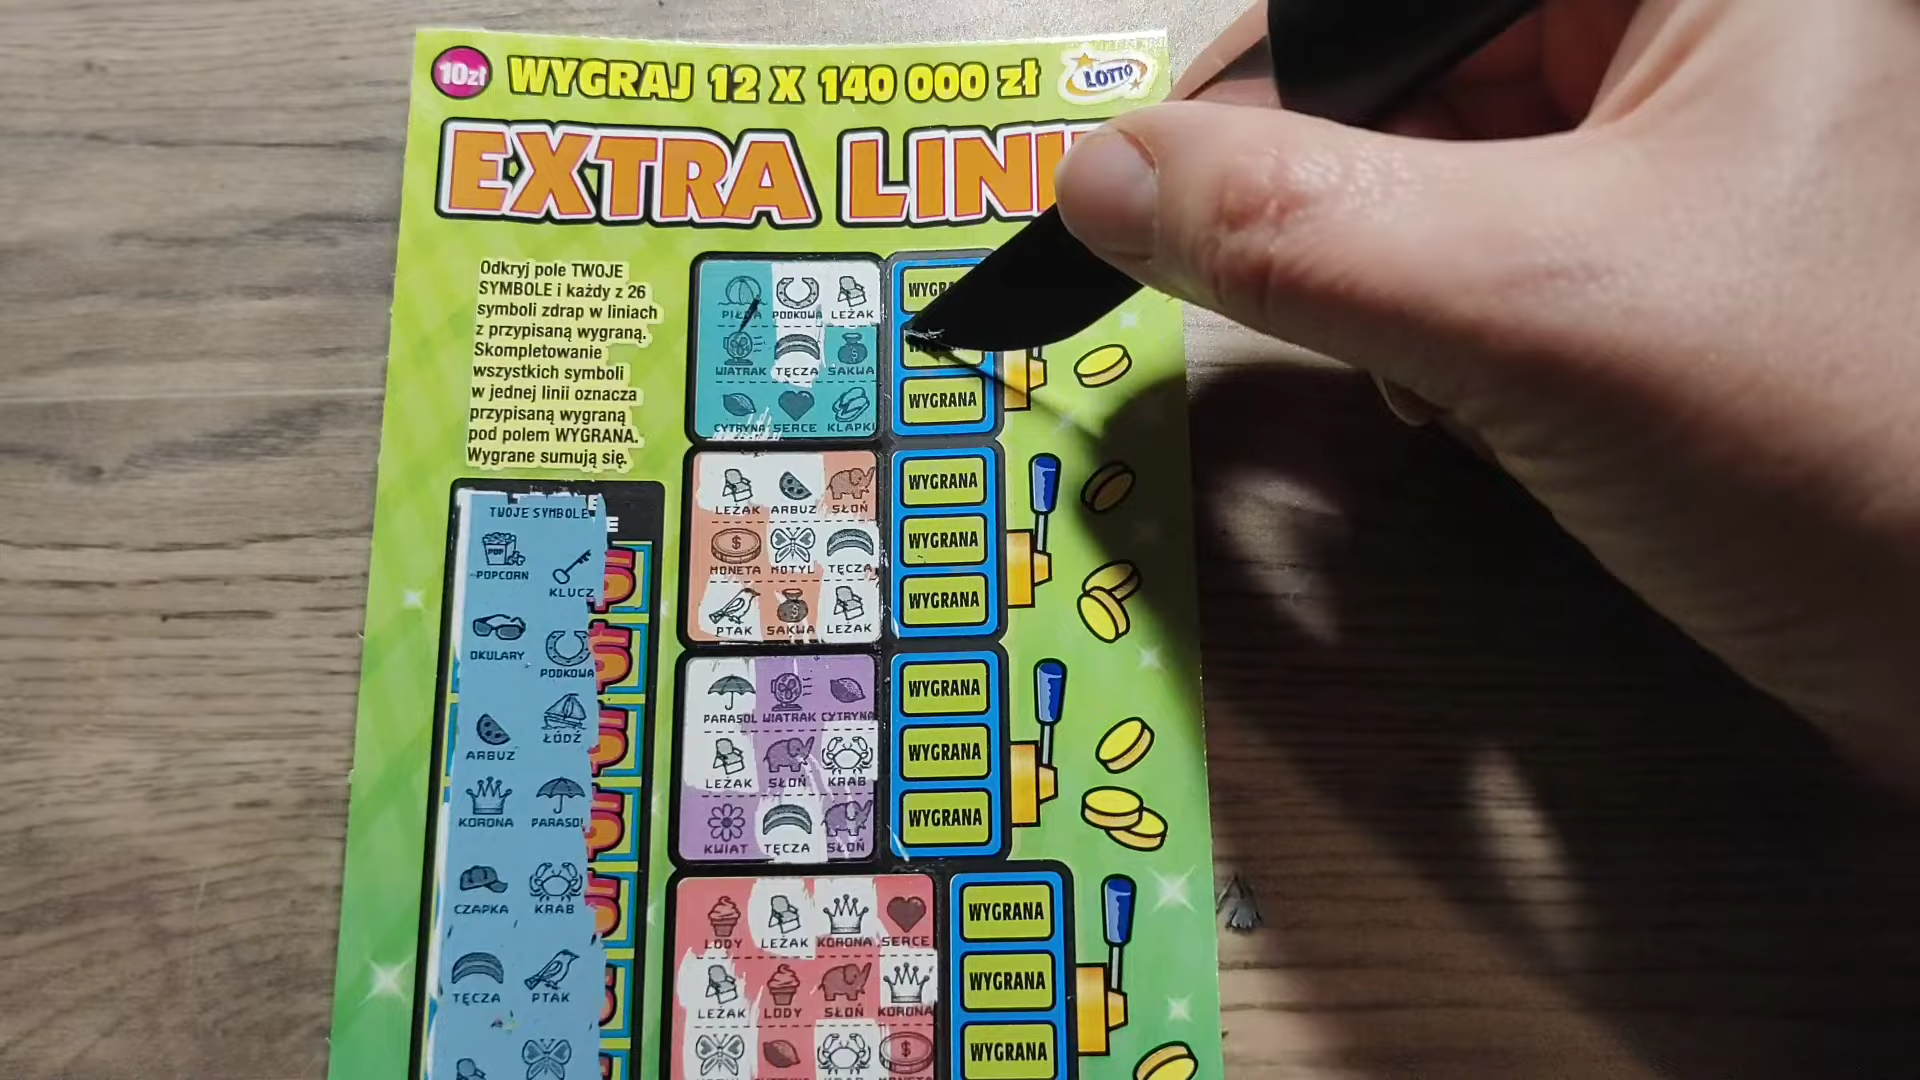 10zł WYGRAJ 12 X 140 000 zł LOTTO
EXTRA LINI
Odkryj pole TWOJE
SYMBOLE i każdy z 26
symboli zdrap w liniach
z przypisaną wygraną.
Skompletowanie
wszystkich symboli
w jednej linii oznacza
przypisaną wygraną
pod polem WYGRANA.
Wygrane sumują się.
TWOJE SYMBOLE
POPCORN KLUCZ
OKULARY PODKOWA
ARBUZ ŁÓDŹ
KORONA PARASOL
CZAPKA KRAB
TĘCZA PTAK
PIŁKA PODKOWA LEŻAK
WIATRAK TĘCZA SAKWA
CYTRYNA SERCE KLAPKI WYGRANA
LEŻAK ARBUZ SŁOŃ WYGRANA
MONETA MOTYL TĘCZA WYGRANA
PTAK SAKWA LEŻAK WYGRANA
PARASOL WIATRAK CYTRYNA WYGRANA
LEŻAK SŁOŃ KRAB WYGRANA
KWIAT TĘCZA SŁOŃ WYGRANA
LODY LEŻAK KORONA SERCE WYGRANA
LEŻAK LODY SŁOŃ KORONA WYGRANA
WYGRANA